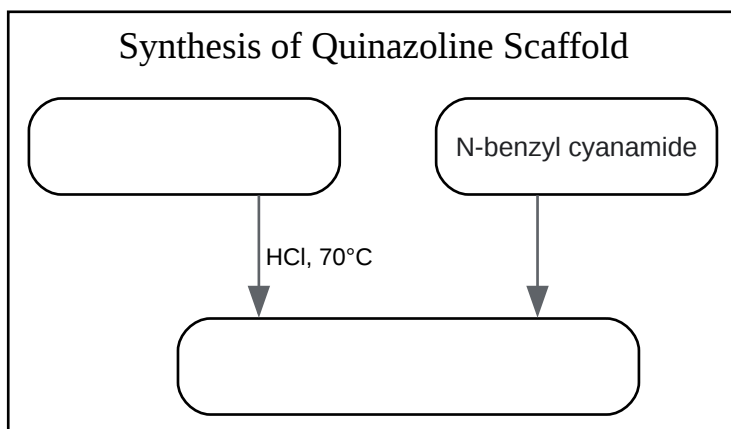 Synthesis of Quinazoline Scaffold
N-benzyl cyanamide
HCl, 70°C